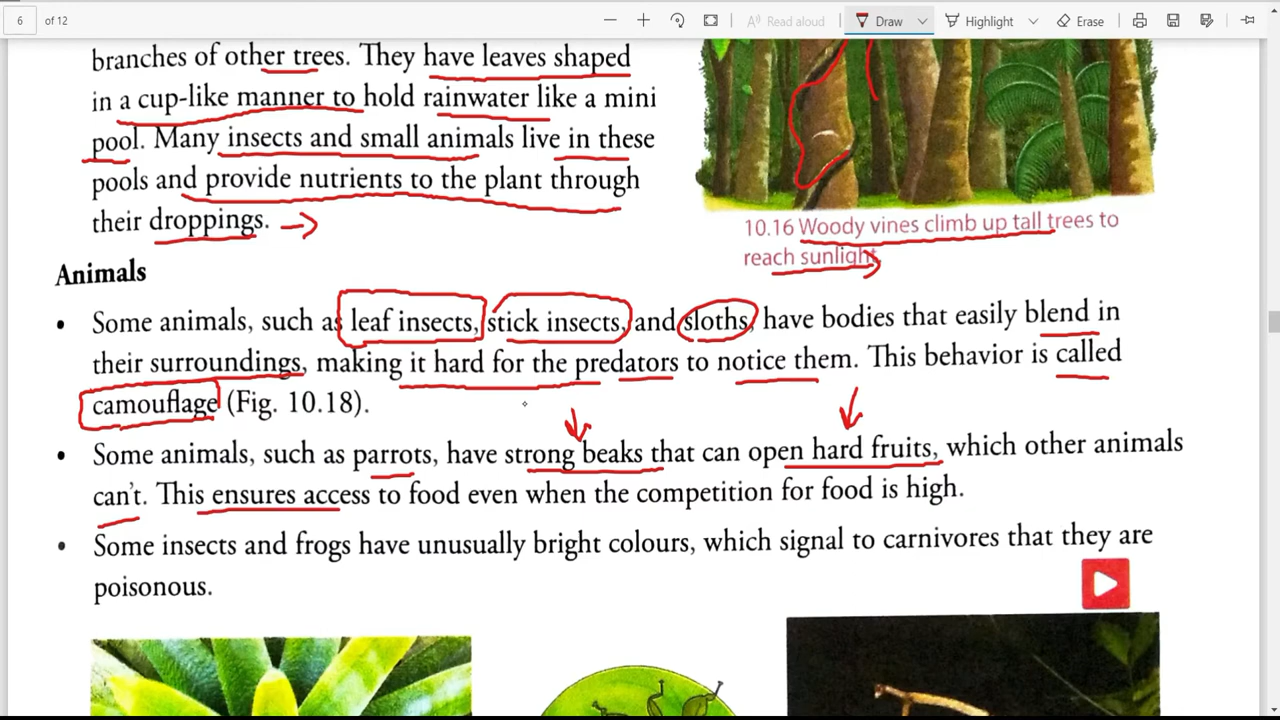 6 of 12
Read aloud
Draw
Highlight
Erase
branches of other trees. They have leaves shaped
in a cup-like manner to hold rainwater like a mini
pool. Many insects and small animals live in these
pools and provide nutrients to the plant through
their droppings.
10.16 Woody vines climb up tall trees to
reach sunlight
Animals
• Some animals, such as leaf insects, stick insects, and sloths, have bodies that easily blend in
their surroundings, making it hard for the predators to notice them. This behavior is called
camouflage (Fig. 10.18).
• Some animals, such as parrots, have strong beaks that can open hard fruits, which other animals
can't. This ensures access to food even when the competition for food is high.
• Some insects and frogs have unusually bright colours, which signal to carnivores that they are
poisonous.